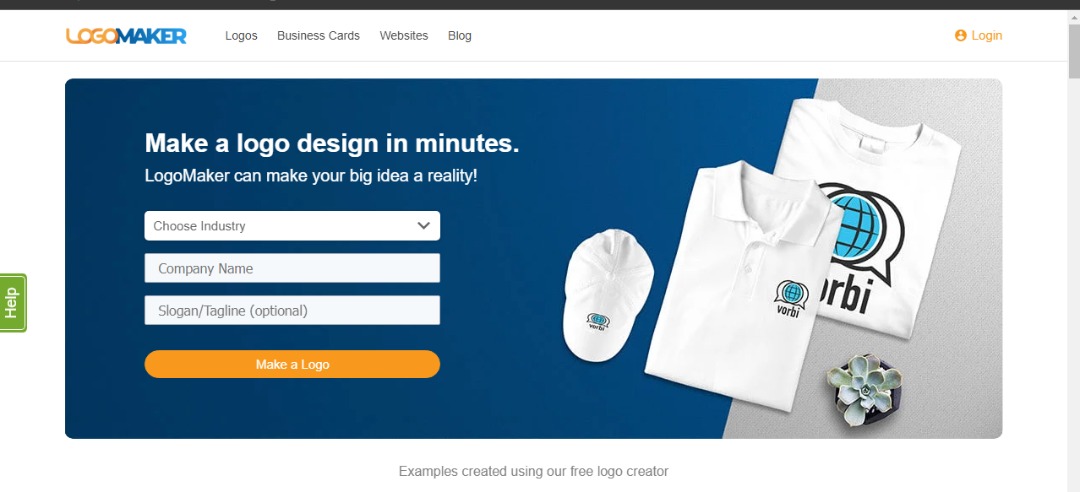 LOGOMAKER
Logos Business Cards Websites Blog
Login
Make a logo design in minutes.
LogoMaker can make your big idea a reality!
Choose Industry
Company Name
Slogan/Tagline (optional)
Make a Logo
Help
vorbi
vorbi
Examples created using our free logo creator